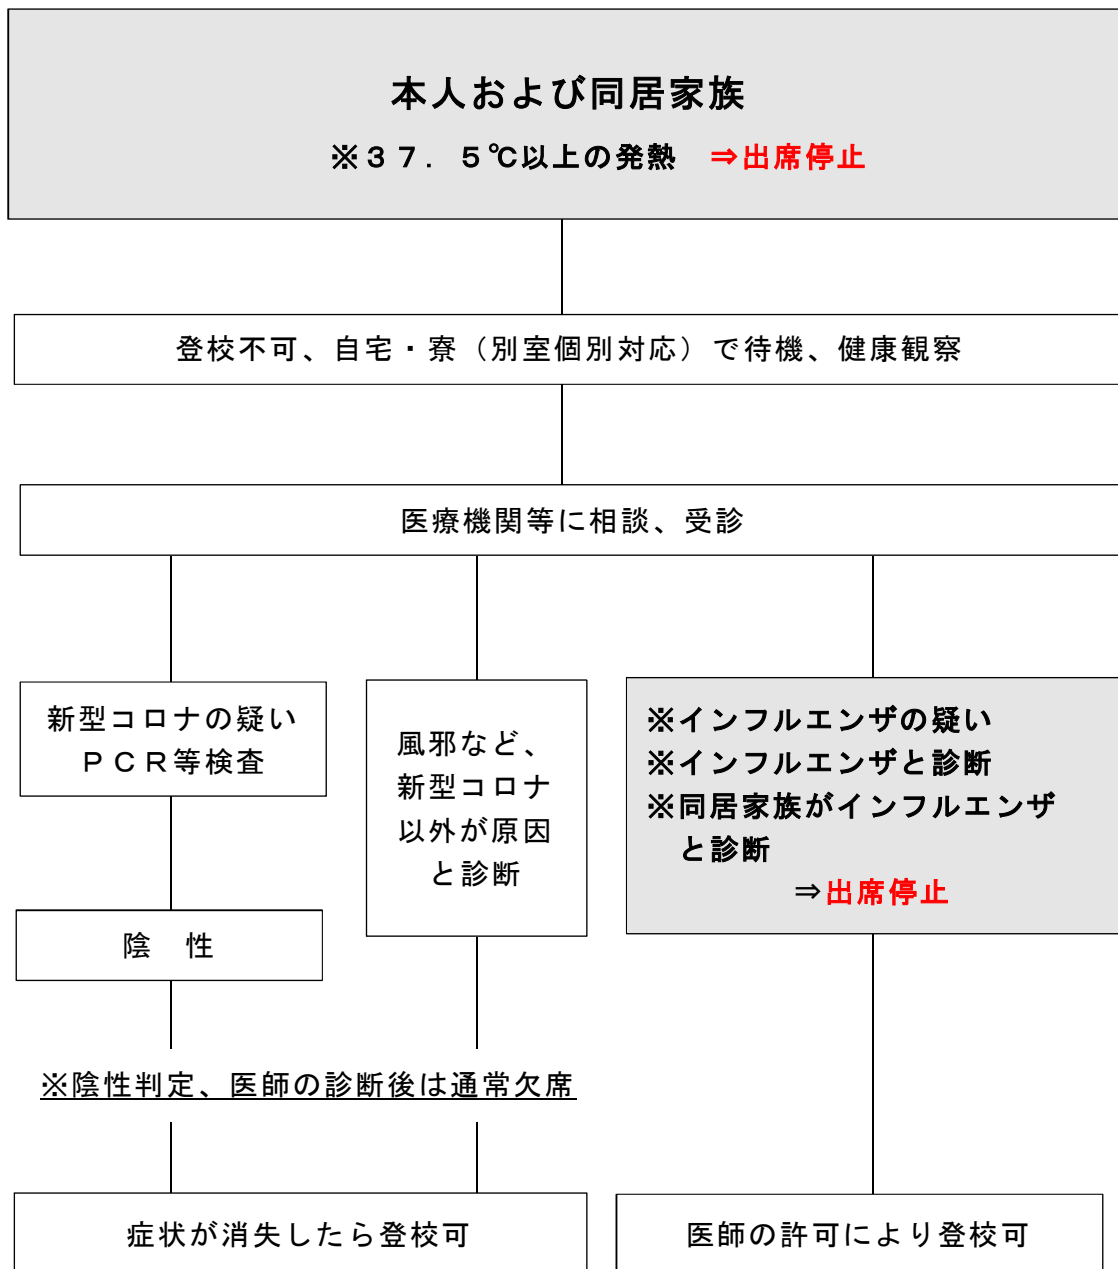 本人および同居家族
※３７．５℃以上の発熱　⇒出席停止
登校不可、自宅・寮（別室個別対応）で待機、健康観察
医療機関等に相談、受診
新型コロナの疑い
ＰＣＲ等検査
陰　性
風邪など、
新型コロナ
以外が原因
と診断
※インフルエンザの疑い
※インフルエンザと診断
※同居家族がインフルエンザ
と診断
⇒出席停止
※陰性判定、医師の診断後は通常欠席
症状が消失したら登校可
医師の許可により登校可